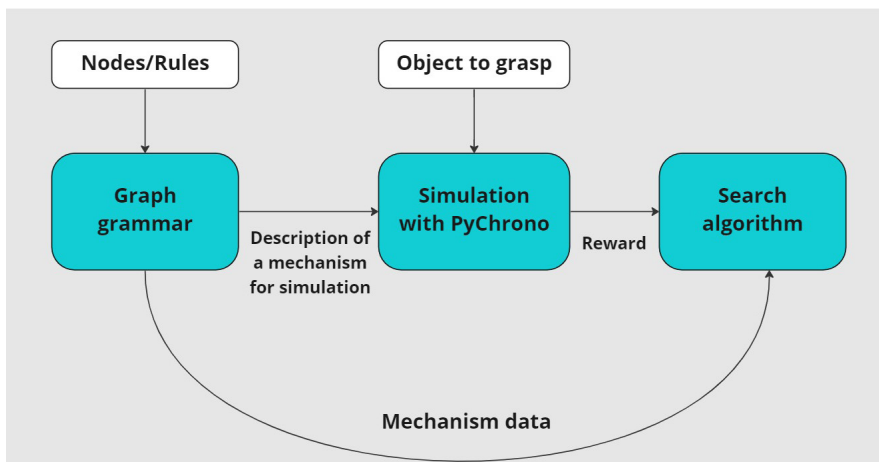 Nodes/Rules
Object to grasp
Graph
grammar
Description of
a mechanism
for simulation
Simulation
with PyChrono
Reward
Search
algorithm
Mechanism data